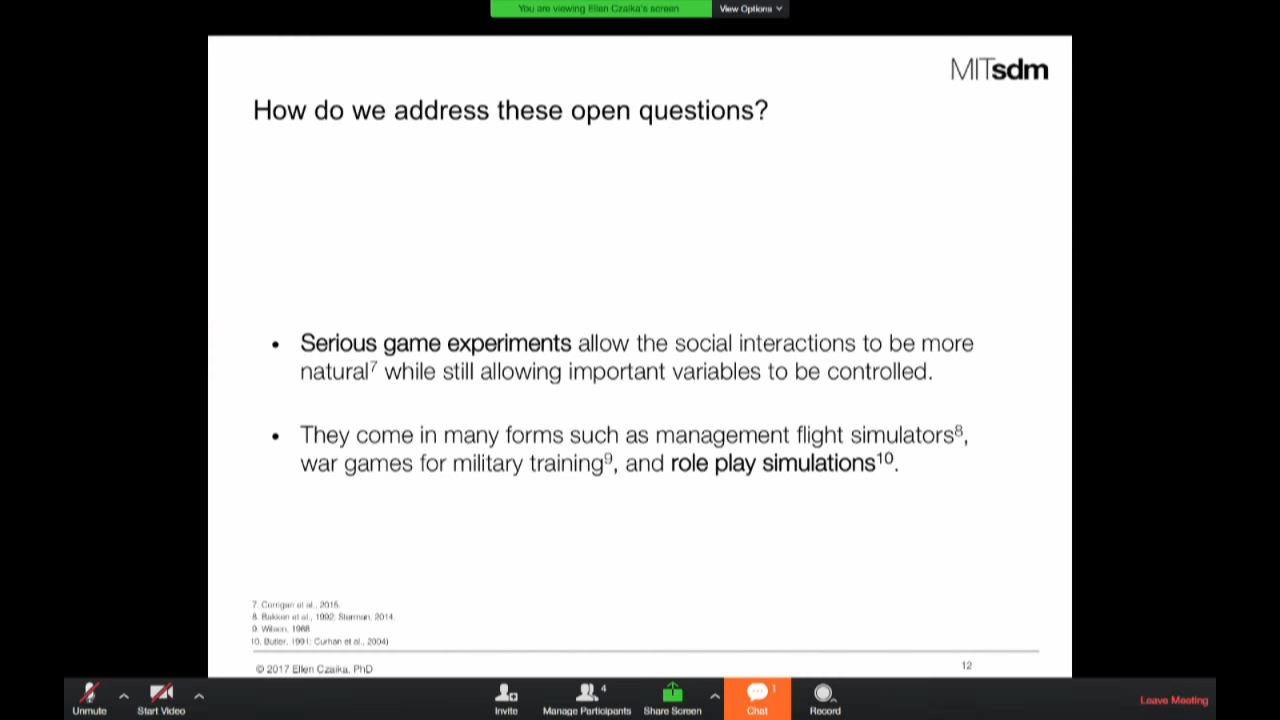 You are viewing Ellen Czaika's screen View Options
MITsdm
How do we address these open questions?
• Serious game experiments allow the social interactions to be more
natural7 while still allowing important variables to be controlled.
• They come in many forms such as management flight simulators8,
war games for military training9, and role play simulations10.
7. Corrigan et al., 2015.
8. Bakken et al., 1992; Sterman, 2014.
9. Wilson, 1968
10. Butler, 1991; Curhan et al., 2004)
© 2017 Ellen Czaika, PhD
12
4
1
Unmute Start Video Invite Manage Participants Share Screen Chat Record Leave Meeting